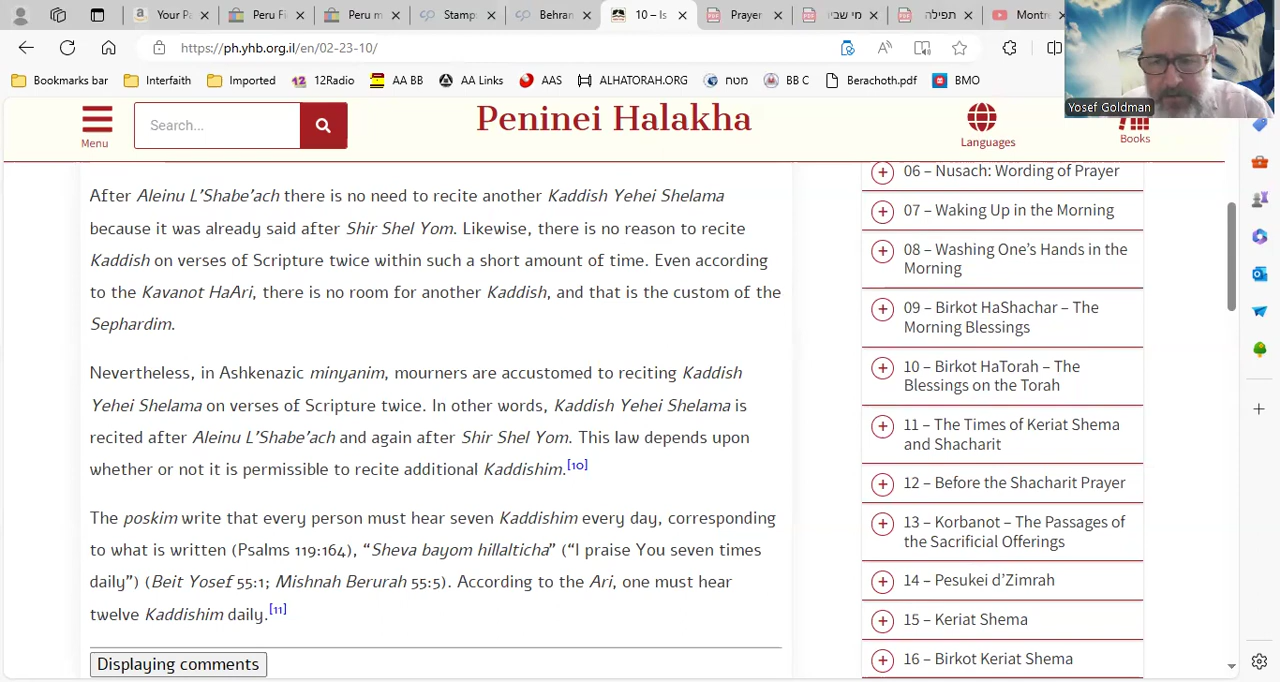 Your Pa
Peru Fi
Peru m
Stamp:
Behran
10 – Is
Prayer
מי שביר
תפילה
Montre
https://ph.yhb.org.il/en/02-23-10/
Bookmarks bar
Interfaith
Imported
12Radio
AA BB
AA Links
AAS
ALHATORAH.ORG
מטח
BB C
Berachoth.pdf
BMO
Yosef Goldman
Menu
Search...
Peninei Halakha
Languages
Books
After Aleinu L'Shabe'ach there is no need to recite another Kaddish Yehei Shelama
because it was already said after Shir Shel Yom. Likewise, there is no reason to recite
Kaddish on verses of Scripture twice within such a short amount of time. Even according
to the Kavanot HaAri, there is no room for another Kaddish, and that is the custom of the
Sephardim.
Nevertheless, in Ashkenazic minyanim, mourners are accustomed to reciting Kaddish
Yehei Shelama on verses of Scripture twice. In other words, Kaddish Yehei Shelama is
recited after Aleinu L'Shabe'ach and again after Shir Shel Yom. This law depends upon
whether or not it is permissible to recite additional Kaddishim.[10]
The poskim write that every person must hear seven Kaddishim every day, corresponding
to what is written (Psalms 119:164), “Sheva bayom hillalticha” (“I praise You seven times
daily”) (Beit Yosef 55:1; Mishnah Berurah 55:5). According to the Ari, one must hear
twelve Kaddishim daily.[11]
Displaying comments
06 – Nusach: Wording of Prayer
07 – Waking Up in the Morning
08 – Washing One’s Hands in the
Morning
09 – Birkot HaShachar – The
Morning Blessings
10 – Birkot HaTorah – The
Blessings on the Torah
11 – The Times of Keriat Shema
and Shacharit
12 – Before the Shacharit Prayer
13 – Korbanot – The Passages of
the Sacrificial Offerings
14 – Pesukei d’Zimrah
15 – Keriat Shema
16 – Birkot Keriat Shema